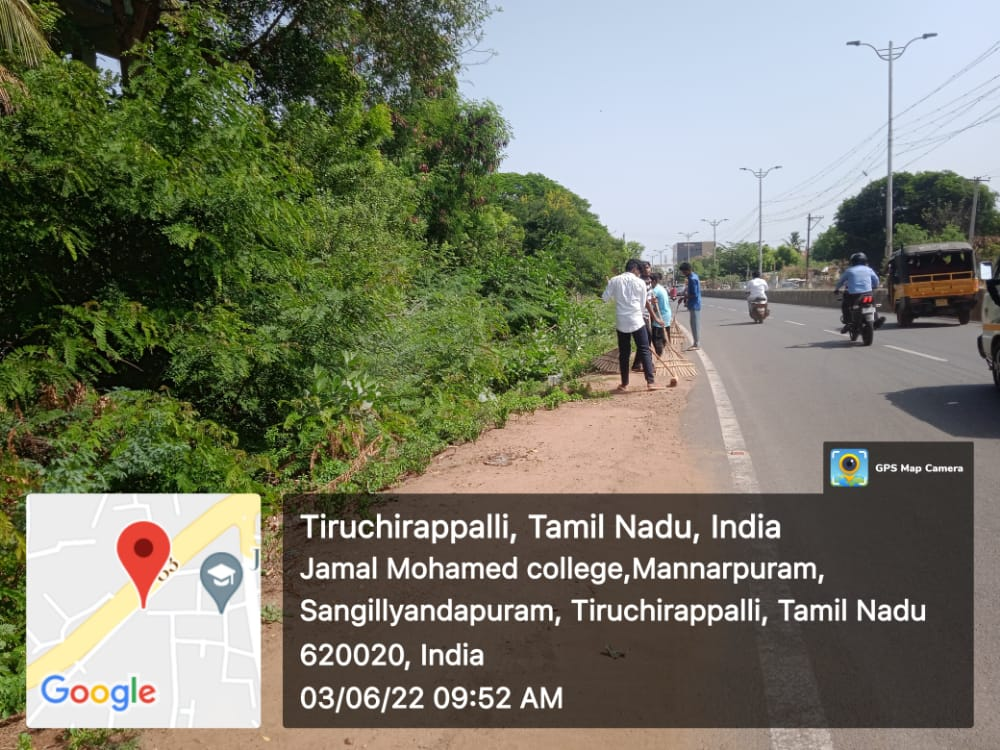 GPS Map Camera
Tiruchirappalli, Tamil Nadu, India
Jamal Mohamed college,Mannarpuram,
Sangillyandapuram, Tiruchirappalli, Tamil Nadu
620020, India
03/06/22 09:52 AM
Google